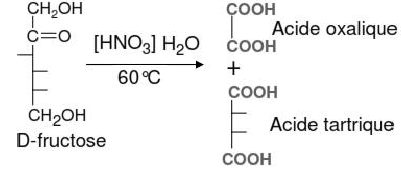 CH₂OH
C=O
CH₂OH
D-fructose
[HNO₃] H₂O
60 °C
COOH
COOH
Acide oxalique
+
COOH
COOH
Acide tartrique